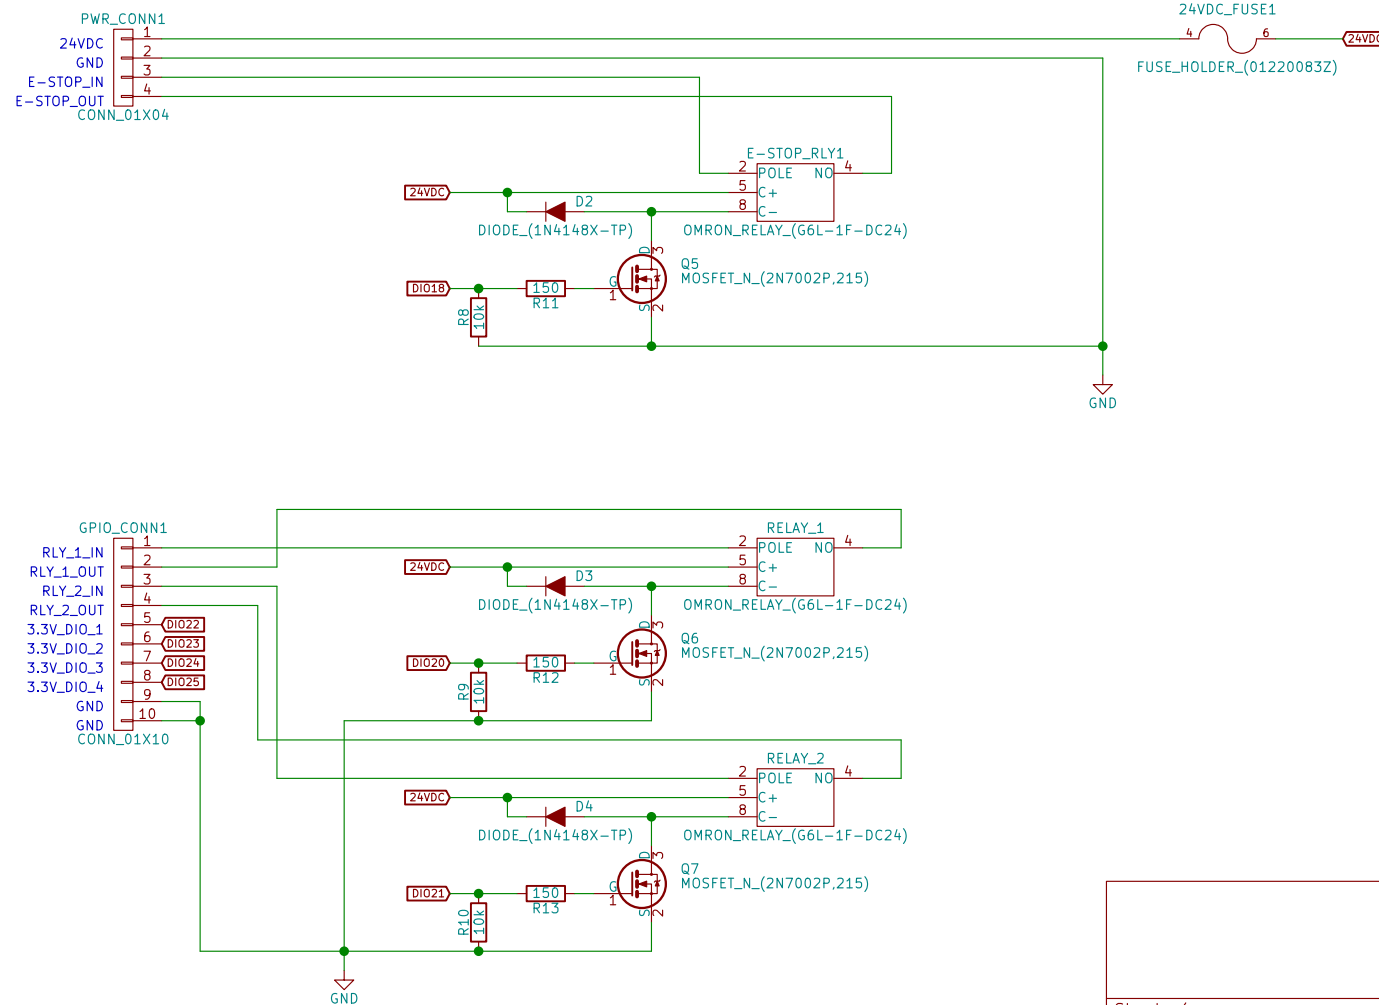 PWR_CONN1
24VDC 1
GND 2
E-STOP_IN 3
E-STOP_OUT 4
CONN_01X04
24VDC_FUSE1
4 6
FUSE_HOLDER_(01220083Z)
E-STOP_RLY1
2 POLE NO 4
24VDC
5 C+
D2
8 C-
DIODE_(1N4148X-TP)
OMRON_RELAY_(G6L-1F-DC24)
D 3
Q5
MOSFET_N_(2N7002P,215)
DIO18
150
R11
G
1
S 2
R8
10k
GND
GPIO_CONN1
RLY_1_IN 1
RLY_1_OUT 2
RLY_2_IN 3
RLY_2_OUT 4
3.3V_DIO_1 5 DIO22
3.3V_DIO_2 6 DIO23
3.3V_DIO_3 7 DIO24
3.3V_DIO_4 8 DIO25
GND 9
GND 10
CONN_01X10
RELAY_1
2 POLE NO 4
24VDC
5 C+
D3
8 C-
DIODE_(1N4148X-TP)
OMRON_RELAY_(G6L-1F-DC24)
D 3
Q6
MOSFET_N_(2N7002P,215)
DIO20
150
R12
G
1
S 2
R9
10k
RELAY_2
2 POLE NO 4
24VDC
5 C+
D4
8 C-
DIODE_(1N4148X-TP)
OMRON_RELAY_(G6L-1F-DC24)
D 3
Q7
MOSFET_N_(2N7002P,215)
DIO21
150
R13
G
1
S 2
R10
10k
GND